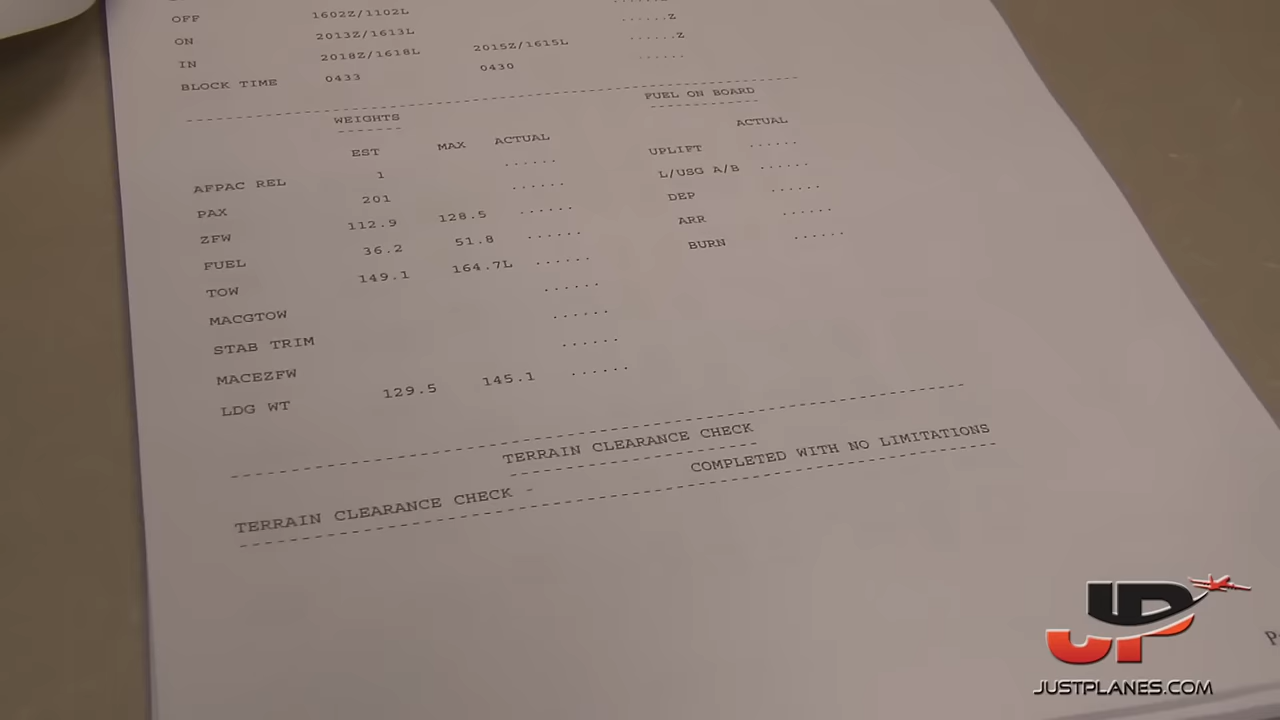 OFF 1602Z/1102L ......Z
ON 2013Z/1613L ......Z
IN 2018Z/1618L 2015Z/1615L ......Z
BLOCK TIME 0433 0430 ......
WEIGHTS FUEL ON BOARD
EST MAX ACTUAL ACTUAL
AFPAC REL 1 ......
PAX 201 ......
ZFW 112.9 128.5 ......
FUEL 36.2 51.8 ......
TOW 149.1 164.7L ......
MACGTOW ......
STAB TRIM ......
MACEZFW ......
LDG WT 129.5 145.1 ......
UPLIFT ......
L/USG A/B ......
DEP ......
ARR ......
BURN ......
TERRAIN CLEARANCE CHECK
TERRAIN CLEARANCE CHECK - COMPLETED WITH NO LIMITATIONS
JP
JUSTPLANES.COM